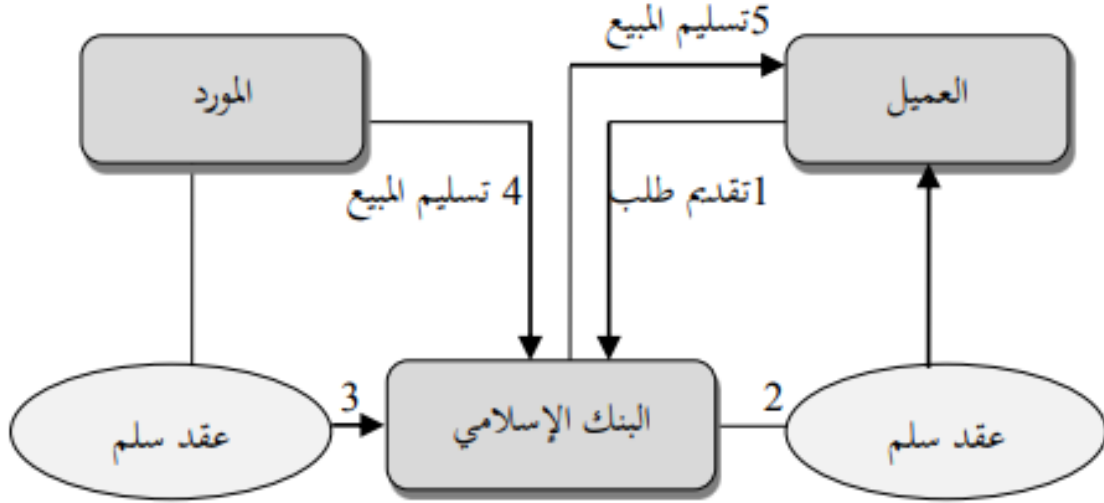 5تسليم المبيع
المورد
العميل
4 تسليم المبيع
1تقديم طلب
عقد سلم
3
البنك الإسلامي
2
عقد سلم